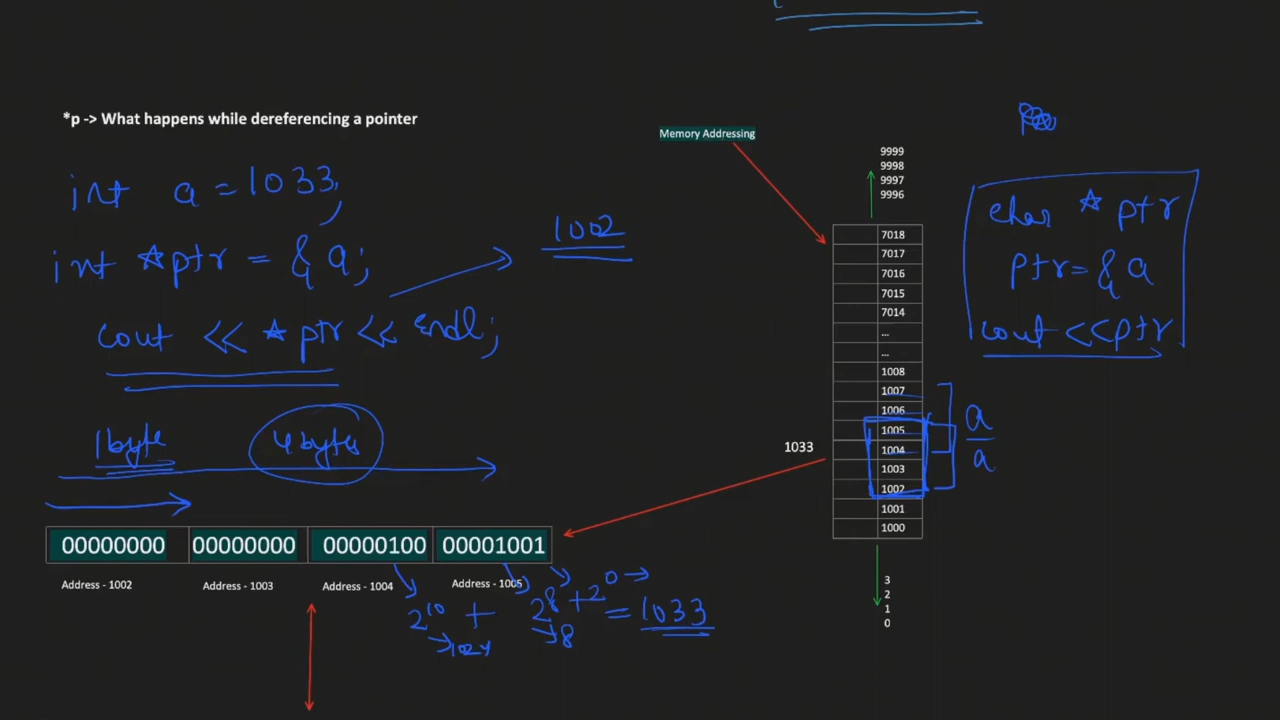 *p -> What happens while dereferencing a pointer
int a = 1033;
int *ptr = & a;
1002
cout << *ptr << endl;
1byte
4 bytes
00000000 00000000 00000100 00001001
Address - 1002 Address - 1003 Address - 1004 Address - 1005
2^10 + 2^8 + 2^0 = 1033
1024 8
Memory Addressing
9999
9998
9997
9996
7018
7017
7016
7015
7014
...
...
1008
1007
1006
1005
1033 1004
1003
1002
1001
1000
3
2
1
0
a
a
char * ptr
ptr = & a
cout << ptr